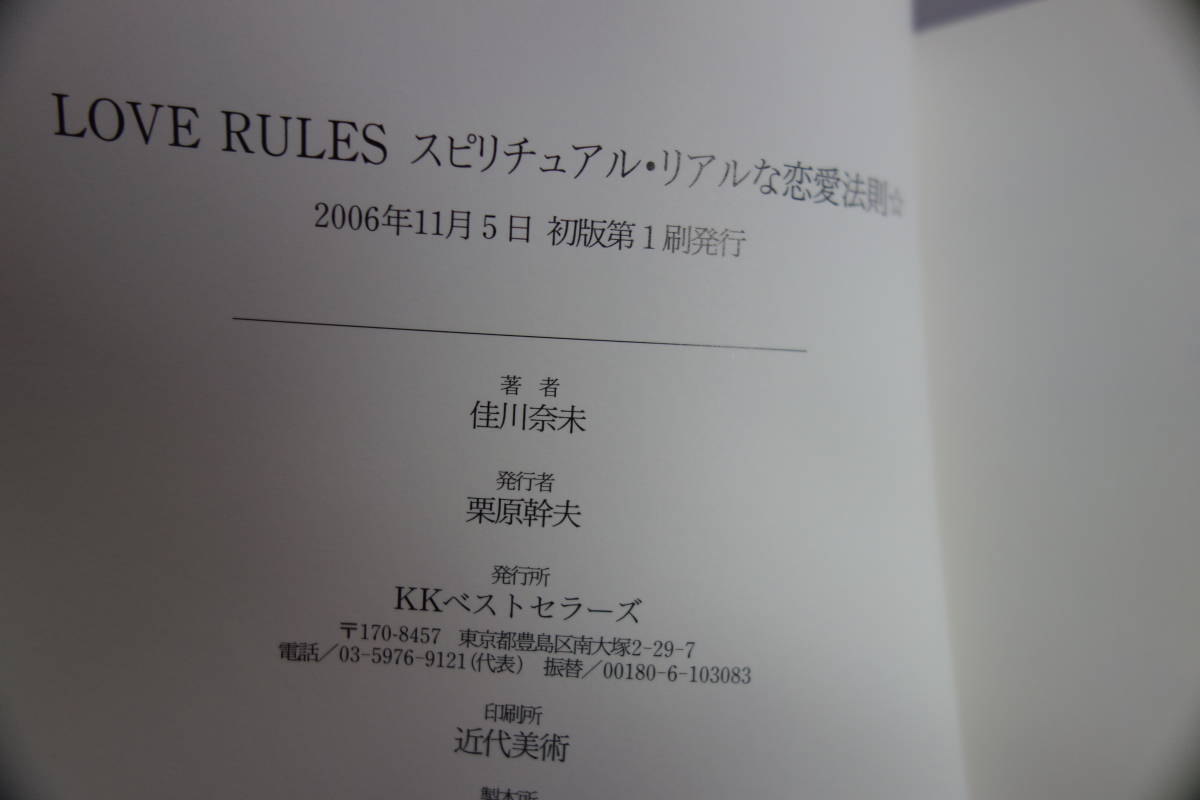 LOVE RULES スピリチュアル・リアルな恋愛法則☆
2006年11月5日 初版第1刷発行
著 者
佳川奈未
発行者
栗原幹夫
発行所
KKベストセラーズ
〒170-8457 東京都豊島区南大塚2-29-7
電話／03-5976-9121(代表) 振替／00180-6-103083
印刷所
近代美術
製本所